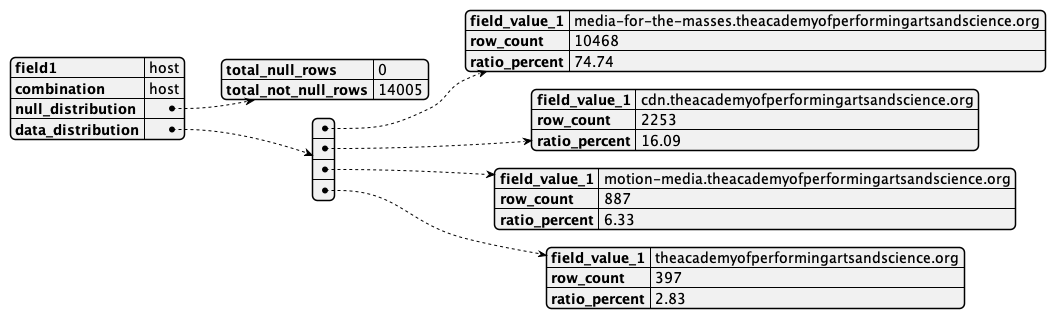 field1 host
combination host
null_distribution
data_distribution
total_null_rows 0
total_not_null_rows 14005
field_value_1 media-for-the-masses.theacademyofperformingartsandscience.org
row_count 10468
ratio_percent 74.74
field_value_1 cdn.theacademyofperformingartsandscience.org
row_count 2253
ratio_percent 16.09
field_value_1 motion-media.theacademyofperformingartsandscience.org
row_count 887
ratio_percent 6.33
field_value_1 theacademyofperformingartsandscience.org
row_count 397
ratio_percent 2.83